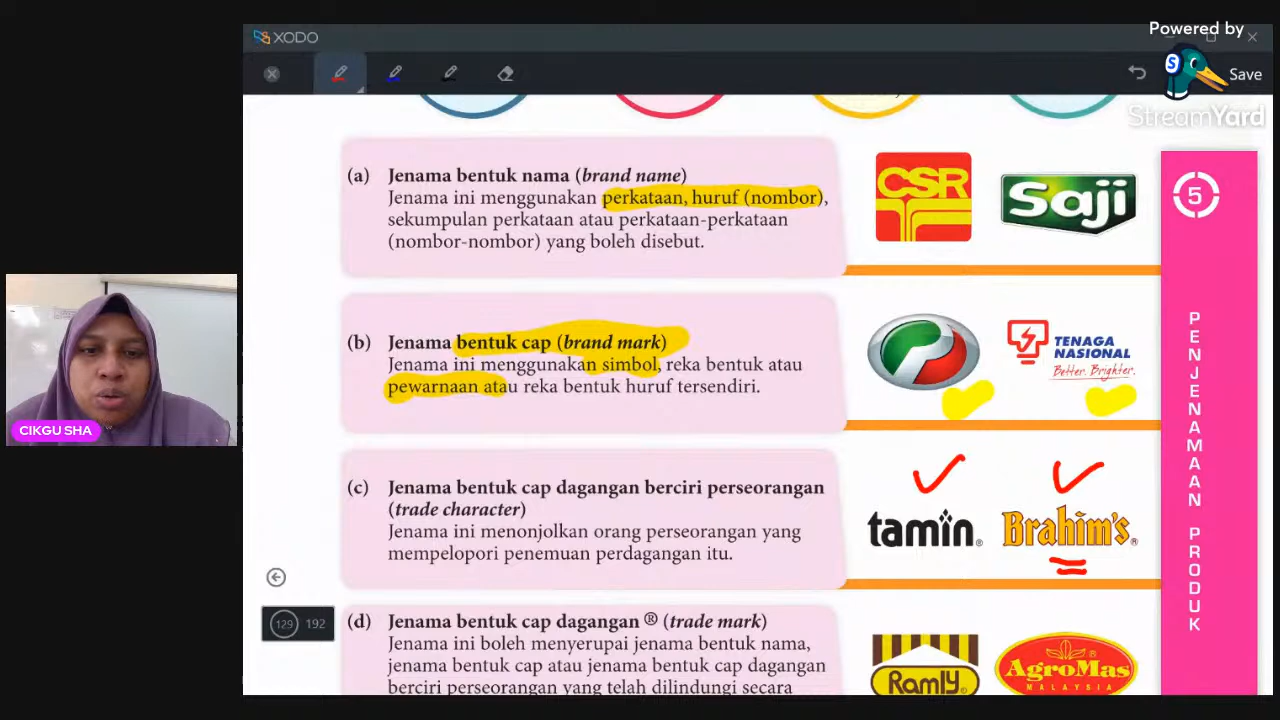 XODO
Powered by
Save
StreamYard
(a) Jenama bentuk nama (brand name)
Jenama ini menggunakan perkataan, huruf (nombor),
sekumpulan perkataan atau perkataan-perkataan
(nombor-nombor) yang boleh disebut.
CSR
Saji
5
(b) Jenama bentuk cap (brand mark)
Jenama ini menggunakan simbol, reka bentuk atau
pewarnaan atau reka bentuk huruf tersendiri.
TENAGA
NASIONAL
Better. Brighter.
CIKGU SHA
(c) Jenama bentuk cap dagangan berciri perseorangan
(trade character)
Jenama ini menonjolkan orang perseorangan yang
mempelopori penemuan perdagangan itu.
tamin®
Brahim's®
129 192
(d) Jenama bentuk cap dagangan ® (trade mark)
Jenama ini boleh menyerupai jenama bentuk nama,
jenama bentuk cap atau jenama bentuk cap dagangan
berciri perseorangan yang telah dilindungi secara
Ramly®
AGROMAS®
MALAYSIA
PENJENAMAN PRODUK